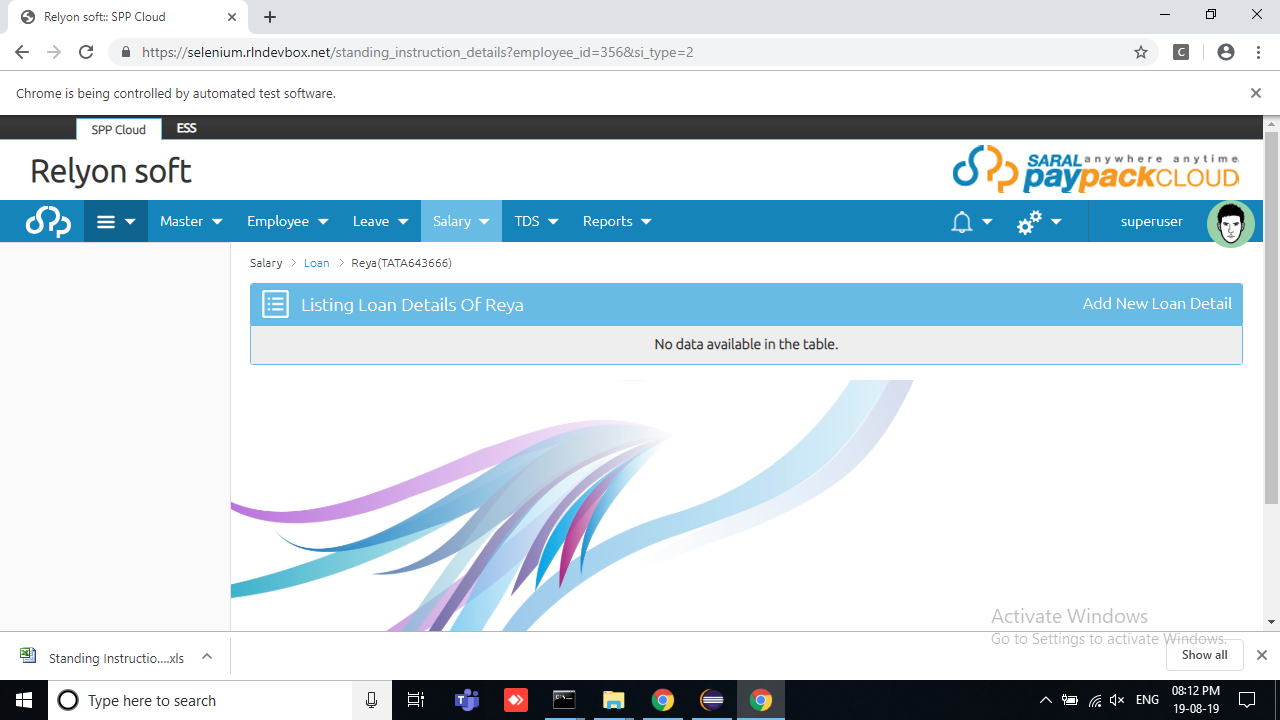 Relyon soft:: SPP Cloud
https://selenium.rlndevbox.net/standing_instruction_details?employee_id=356&si_type=2
C
Chrome is being controlled by automated test software.
SPP Cloud ESS
Relyon soft
SARAL anywhere anytime
paypackCLOUD
Master Employee Leave Salary TDS Reports superuser
Salary > Loan > Reya(TATA643666)
Listing Loan Details Of Reya Add New Loan Detail
No data available in the table.
Activate Windows
Go to Settings to activate Windows.
Standing Instructio....xls Show all
Type here to search
ENG
08:12 PM
19-08-19